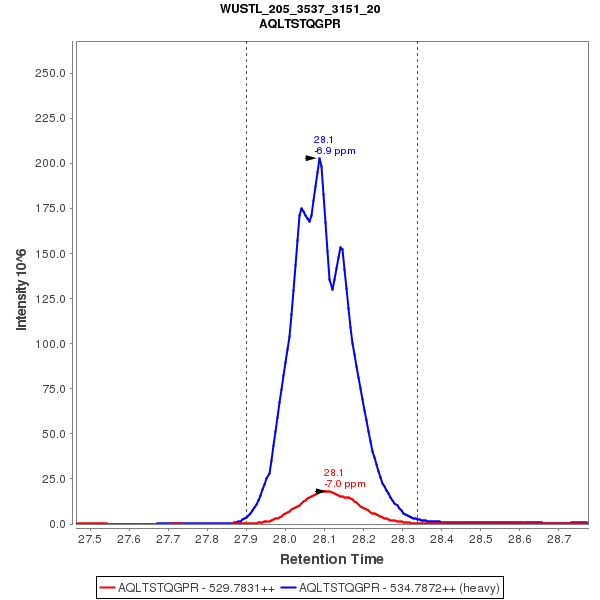 WUSTL_205_3537_3151_20
AQLTSTQGPR
250.0
225.0
200.0
175.0
150.0
125.0
100.0
75.0
50.0
25.0
0.0
Intensity 10^6
28.1
-6.9 ppm
28.1
-7.0 ppm
27.5 27.6 27.7 27.8 27.9 28.0 28.1 28.2 28.3 28.4 28.5 28.6 28.7
Retention Time
AQLTSTQGPR - 529.7831++ AQLTSTQGPR - 534.7872++ (heavy)